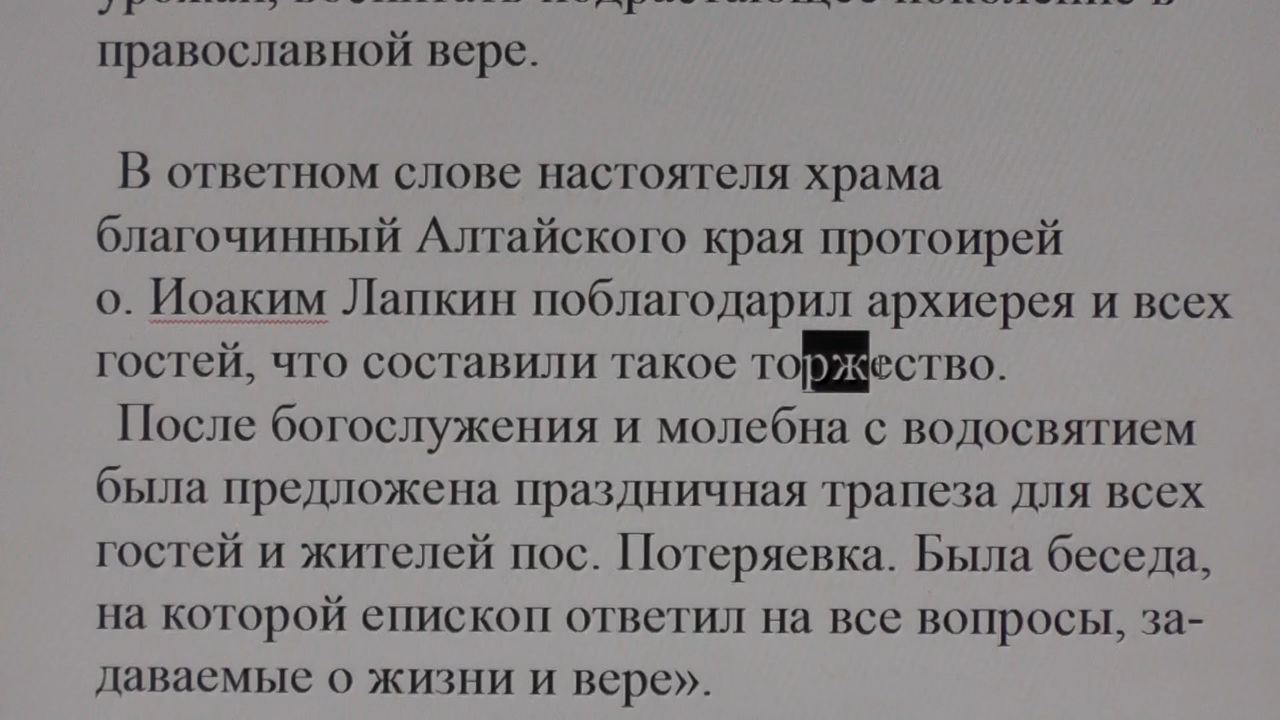 православной вере.
В ответном слове настоятеля храма
благочинный Алтайского края протоирей
о. Иоаким Лапкин поблагодарил архиерея и всех
гостей, что составили такое торжество.
После богослужения и молебна с водосвятием
была предложена праздничная трапеза для всех
гостей и жителей пос. Потеряевка. Была беседа,
на которой епископ ответил на все вопросы, за-
даваемые о жизни и вере».